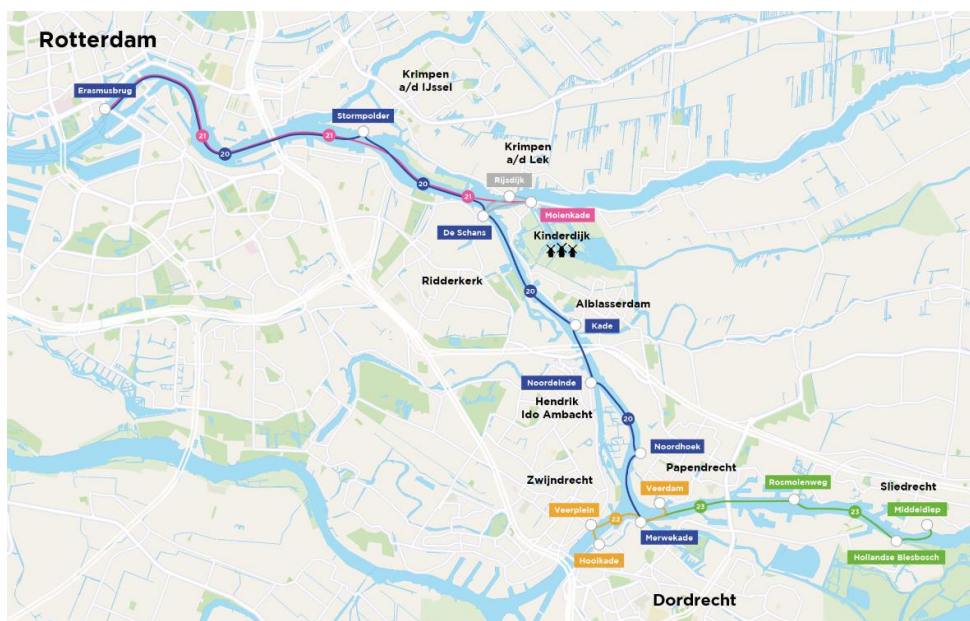 Rotterdam
Erasmusbrug
Krimpen
a/d IJssel
Stormpolder
21
21
20
Krimpen
a/d Lek
Rijsdijk
20
21
Molenkade
De Schans
Kinderdijk
Ridderkerk
20
Alblasserdam
Kade
Noordeinde
Hendrik
Ido Ambacht
20
Noordhoek
Papendrecht
Zwijndrecht
Veerdam
Rosmolenweg
Sliedrecht
Veerplein
23
23
23
Middeldiep
Merwekade
Hooikade
Hollandse Biesbosch
Dordrecht